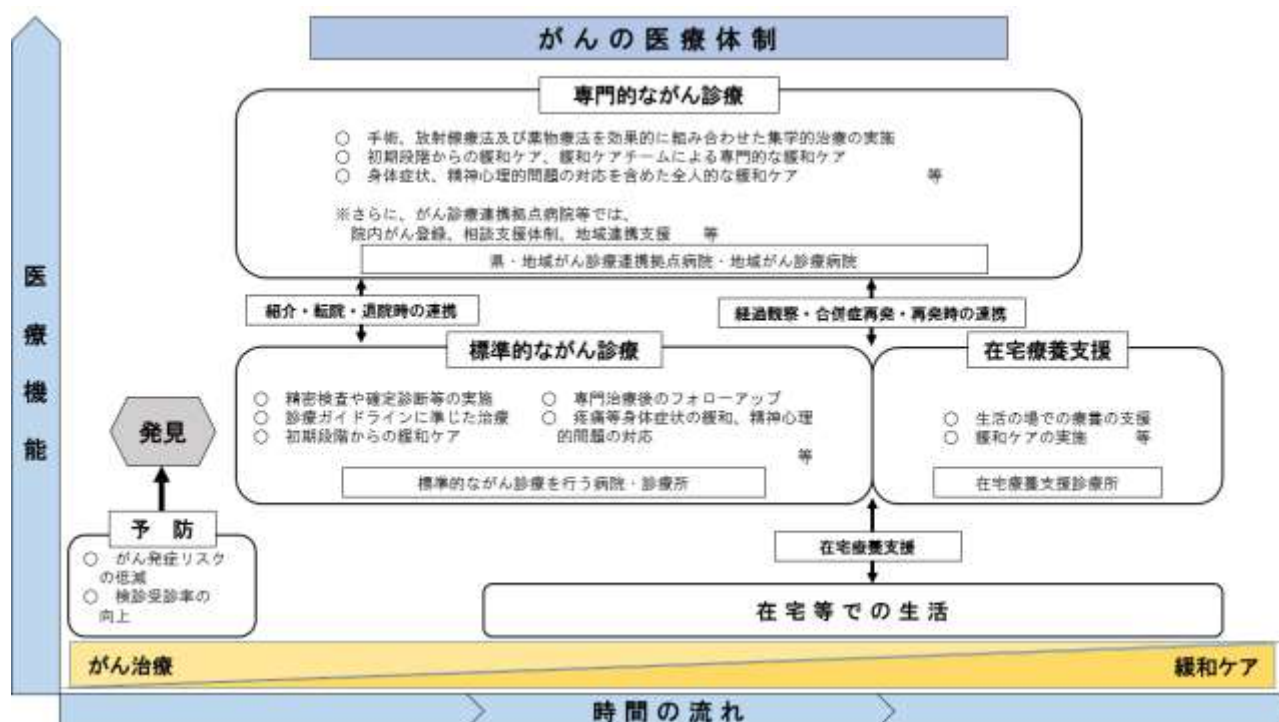 がんの医療体制
専門的ながん診療
○ 手術、放射線療法及び薬物療法を効果的に組み合わせた集学的治療の実施
○ 初期段階からの緩和ケア、緩和ケアチームによる専門的な緩和ケア
○ 身体症状、精神心理的問題の対応を含めた全人的な緩和ケア 等
※さらに、がん診療連携拠点病院等では、
院内がん登録、相談支援体制、地域連携支援 等
県・地域がん診療連携拠点病院・地域がん診療病院
紹介・転院・退院時の連携
経過観察・合併症再発・再発時の連携
標準的ながん診療
○ 精密検査や確定診断等の実施
○ 診療ガイドラインに準じた治療
○ 初期段階からの緩和ケア
○ 専門治療後のフォローアップ
○ 疼痛等身体症状の緩和、精神心理
的問題の対応
等
標準的ながん診療を行う病院・診療所
在宅療養支援
○ 生活の場での療養の支援
○ 緩和ケアの実施 等
在宅療養支援診療所
発見
予防
○ がん発症リスク
の低減
○ 検診受診率の
向上
在宅療養支援
在宅等での生活
がん治療
緩和ケア
医療機能
時間の流れ